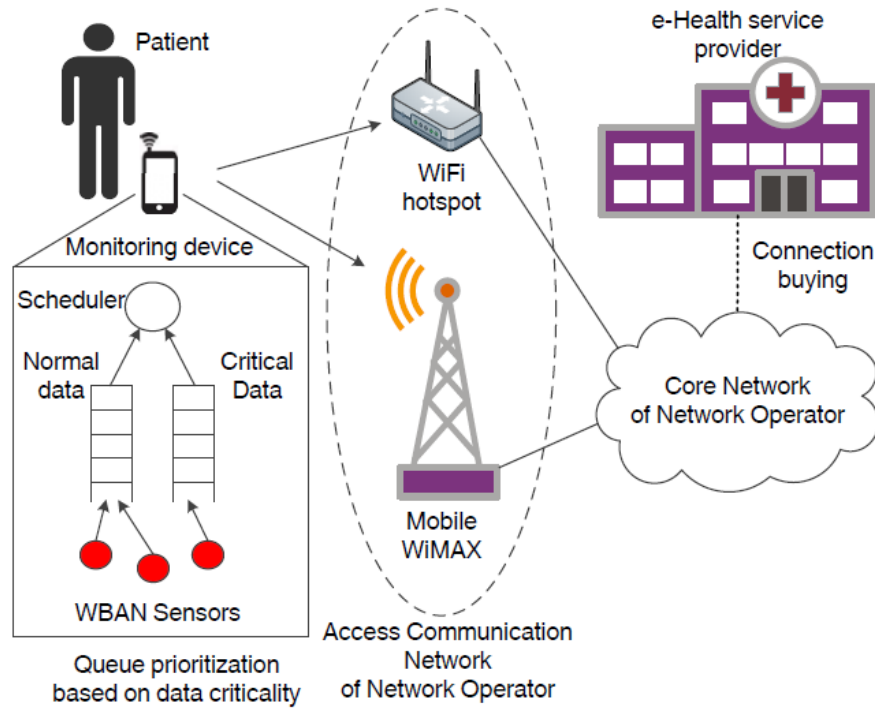 Patient
e-Health service
provider
WiFi
hotspot
Monitoring device
Connection
buying
Scheduler
Normal
data
Critical
Data
Core Network
of Network Operator
Mobile
WiMAX
WBAN Sensors
Access Communication
Network
of Network Operator
Queue prioritization
based on data criticality